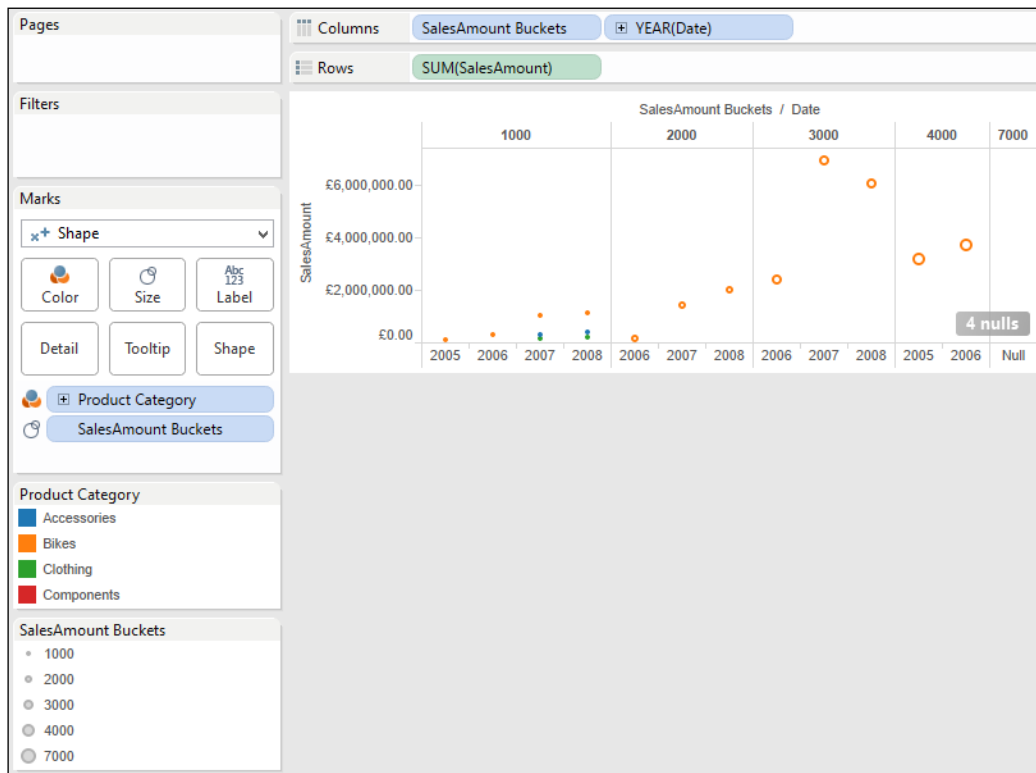 Pages
Filters
Marks
Shape
Color
Size
Abc
123
Label
Detail
Tooltip
Shape
Product Category
SalesAmount Buckets
Product Category
Accessories
Bikes
Clothing
Components
SalesAmount Buckets
1000
2000
3000
4000
7000
Columns SalesAmount Buckets YEAR(Date)
Rows SUM(SalesAmount)
SalesAmount Buckets / Date
1000 2000 3000 4000 7000
SalesAmount
£6,000,000.00
£4,000,000.00
£2,000,000.00
£0.00
4 nulls
2005 2006 2007 2008 2006 2007 2008 2006 2007 2008 2005 2006 Null